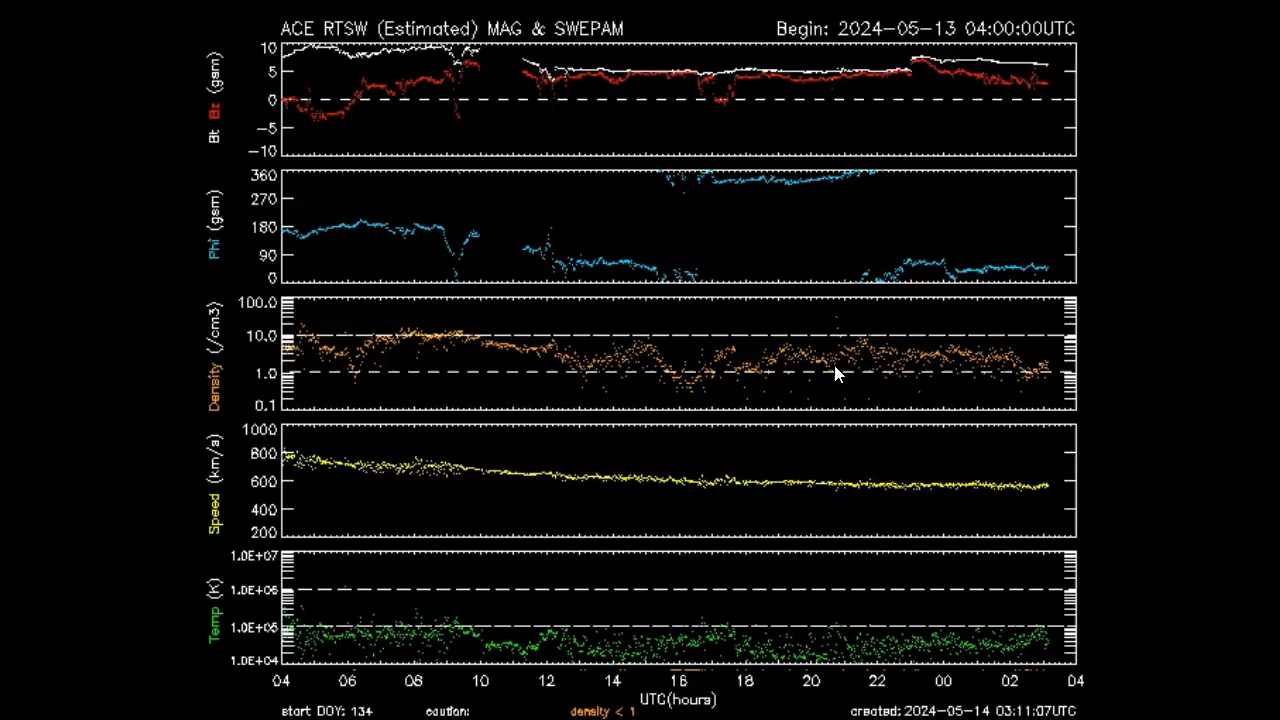 ACE RTSW (Estimated) MAG & SWEPAM
Begin: 2024-05-13 04:00:00UTC
Bt Bz (gsm)
10
5
0
-5
-10
Phi (gsm)
360
270
180
90
0
Density (/cm3)
100.0
10.0
1.0
0.1
Speed (km/s)
1000
800
600
400
200
Temp (K)
1.0E+07
1.0E+06
1.0E+05
1.0E+04
04 06 08 10 12 14 16 18 20 22 00 02 04
UTC(hours)
start DOY: 134 caution: density < 1 created: 2024-05-14 03:11:07UTC